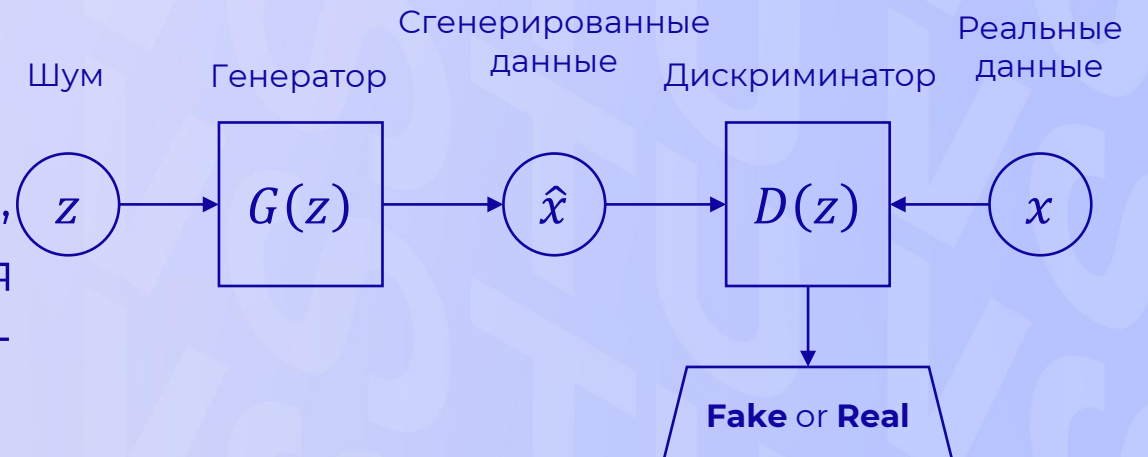 Шум
Генератор
Сгенерированные
данные
Дискриминатор
Реальные
данные
,
z
G(z)
x̂
D(z)
x
я
Fake or Real